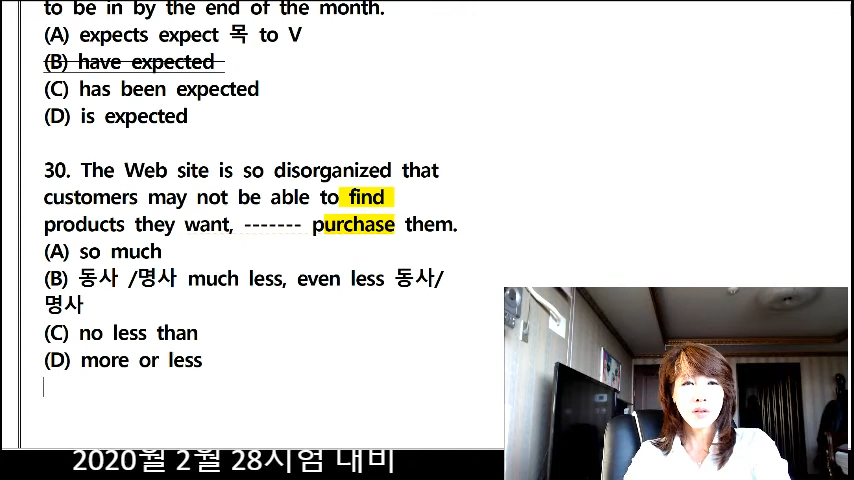 to be in by the end of the month.
(A) expects expect 목 to V
(B) have expected
(C) has been expected
(D) is expected
30. The Web site is so disorganized that
customers may not be able to find
products they want, ------- purchase them.
(A) so much
(B) 동사 /명사 much less, even less 동사/
명사
(C) no less than
(D) more or less
2020월 2월 28시험 대비